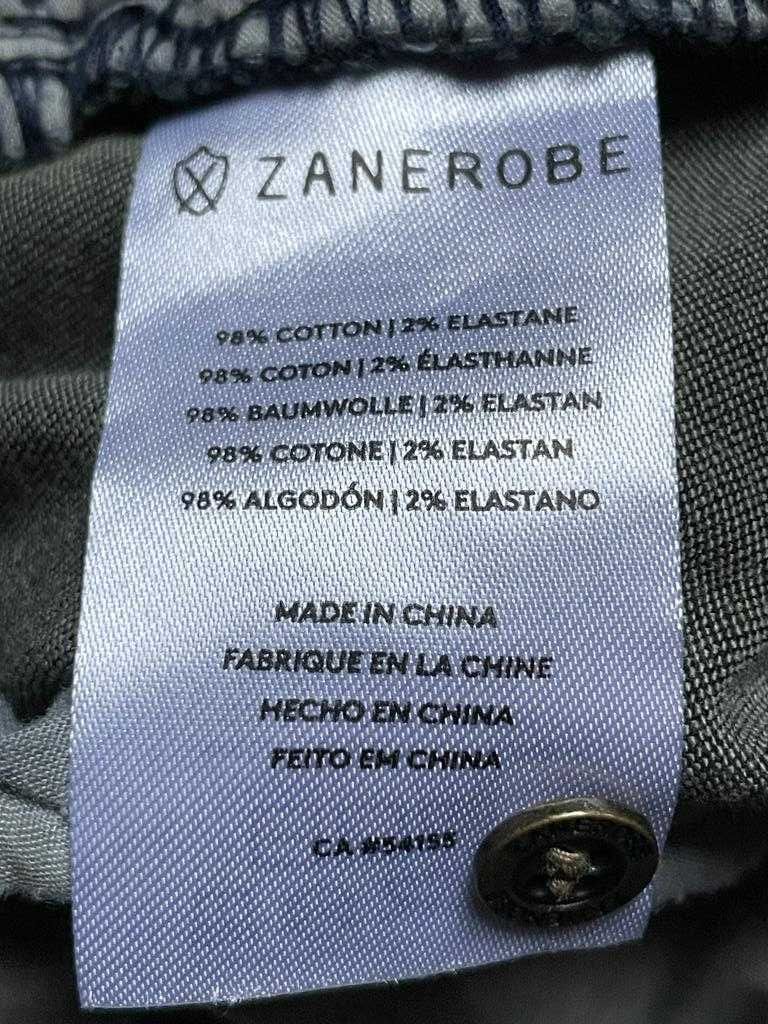 ZANEROBE
98% COTTON | 2% ELASTANE
98% COTON | 2% ÉLASTHANNE
98% BAUMWOLLE | 2% ELASTAN
98% COTONE | 2% ELASTAN
98% ALGODÓN | 2% ELASTANO
MADE IN CHINA
FABRIQUE EN LA CHINE
HECHO EN CHINA
FEITO EM CHINA
CA #54155